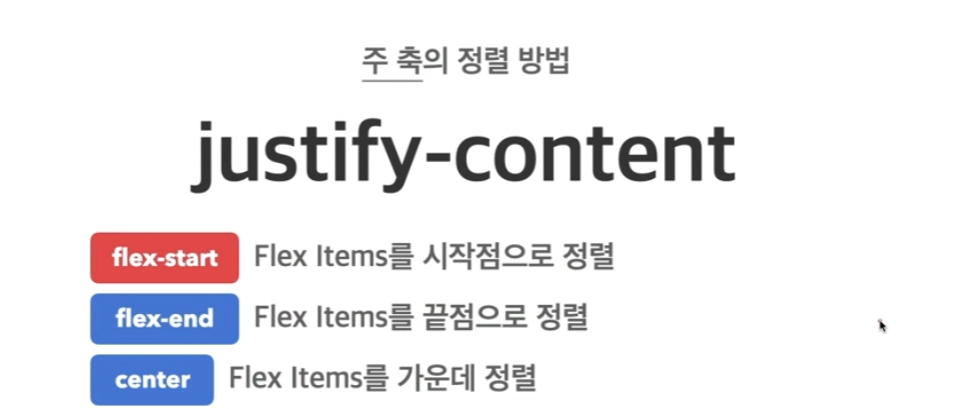 주 축의 정렬 방법
justify-content
flex-start Flex Items를 시작점으로 정렬
flex-end Flex Items를 끝점으로 정렬
center Flex Items를 가운데 정렬